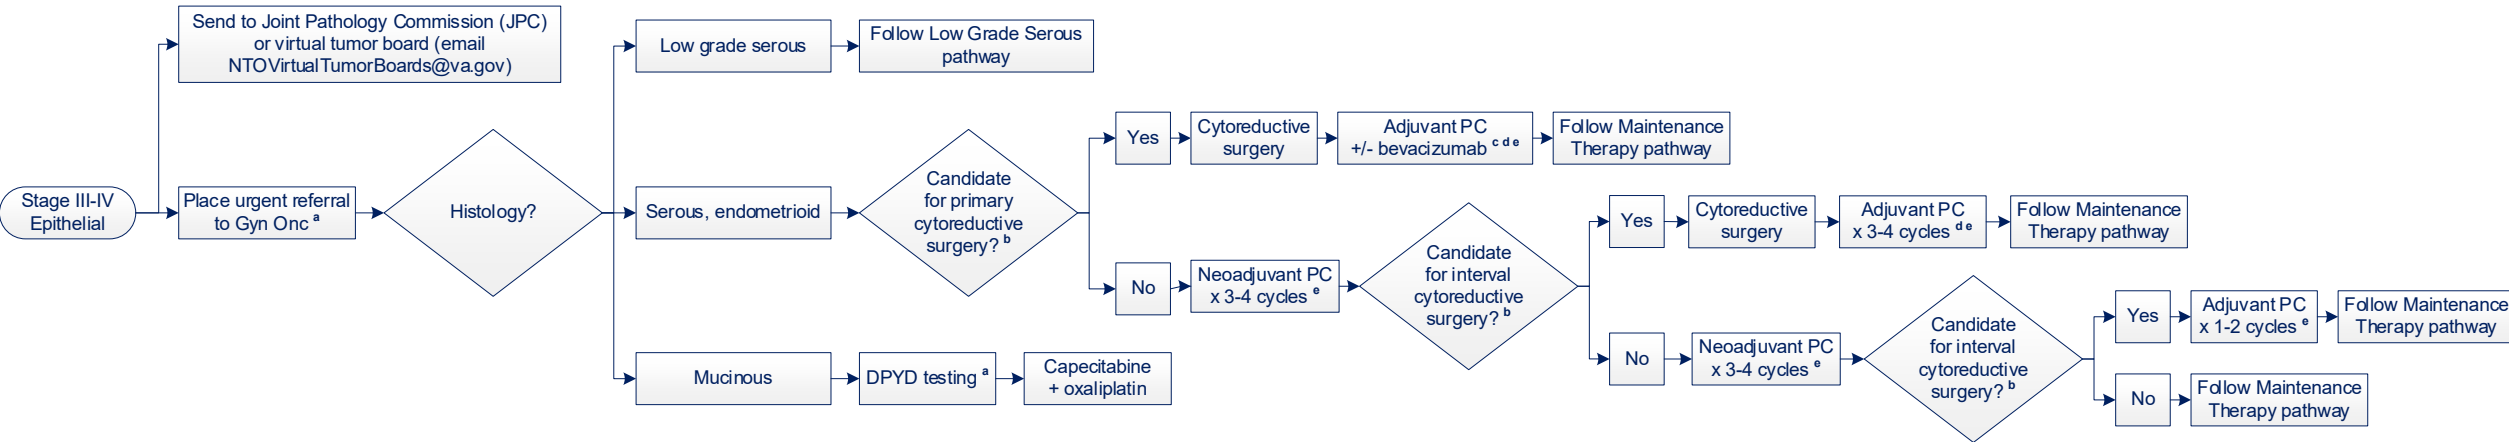 Send to Joint Pathology Commission (JPC)
or virtual tumor board (email
NTOVirtualTumorBoards@va.gov)
Stage III-IV
Epithelial
Place urgent referral
to Gyn Onc a
Histology?
Low grade serous
Follow Low Grade Serous
pathway
Serous, endometrioid
Candidate
for primary
cytoreductive
surgery? b
Yes
Cytoreductive
surgery
Adjuvant PC
+/- bevacizumab c d e
Follow Maintenance
Therapy pathway
No
Neoadjuvant PC
x 3-4 cycles e
Candidate
for interval
cytoreductive
surgery? b
Yes
Cytoreductive
surgery
Adjuvant PC
x 3-4 cycles d e
Follow Maintenance
Therapy pathway
No
Neoadjuvant PC
x 3-4 cycles e
Candidate
for interval
cytoreductive
surgery? b
Yes
Adjuvant PC
x 1-2 cycles e
Follow Maintenance
Therapy pathway
No
Follow Maintenance
Therapy pathway
Mucinous
DPYD testing a
Capecitabine
+ oxaliplatin